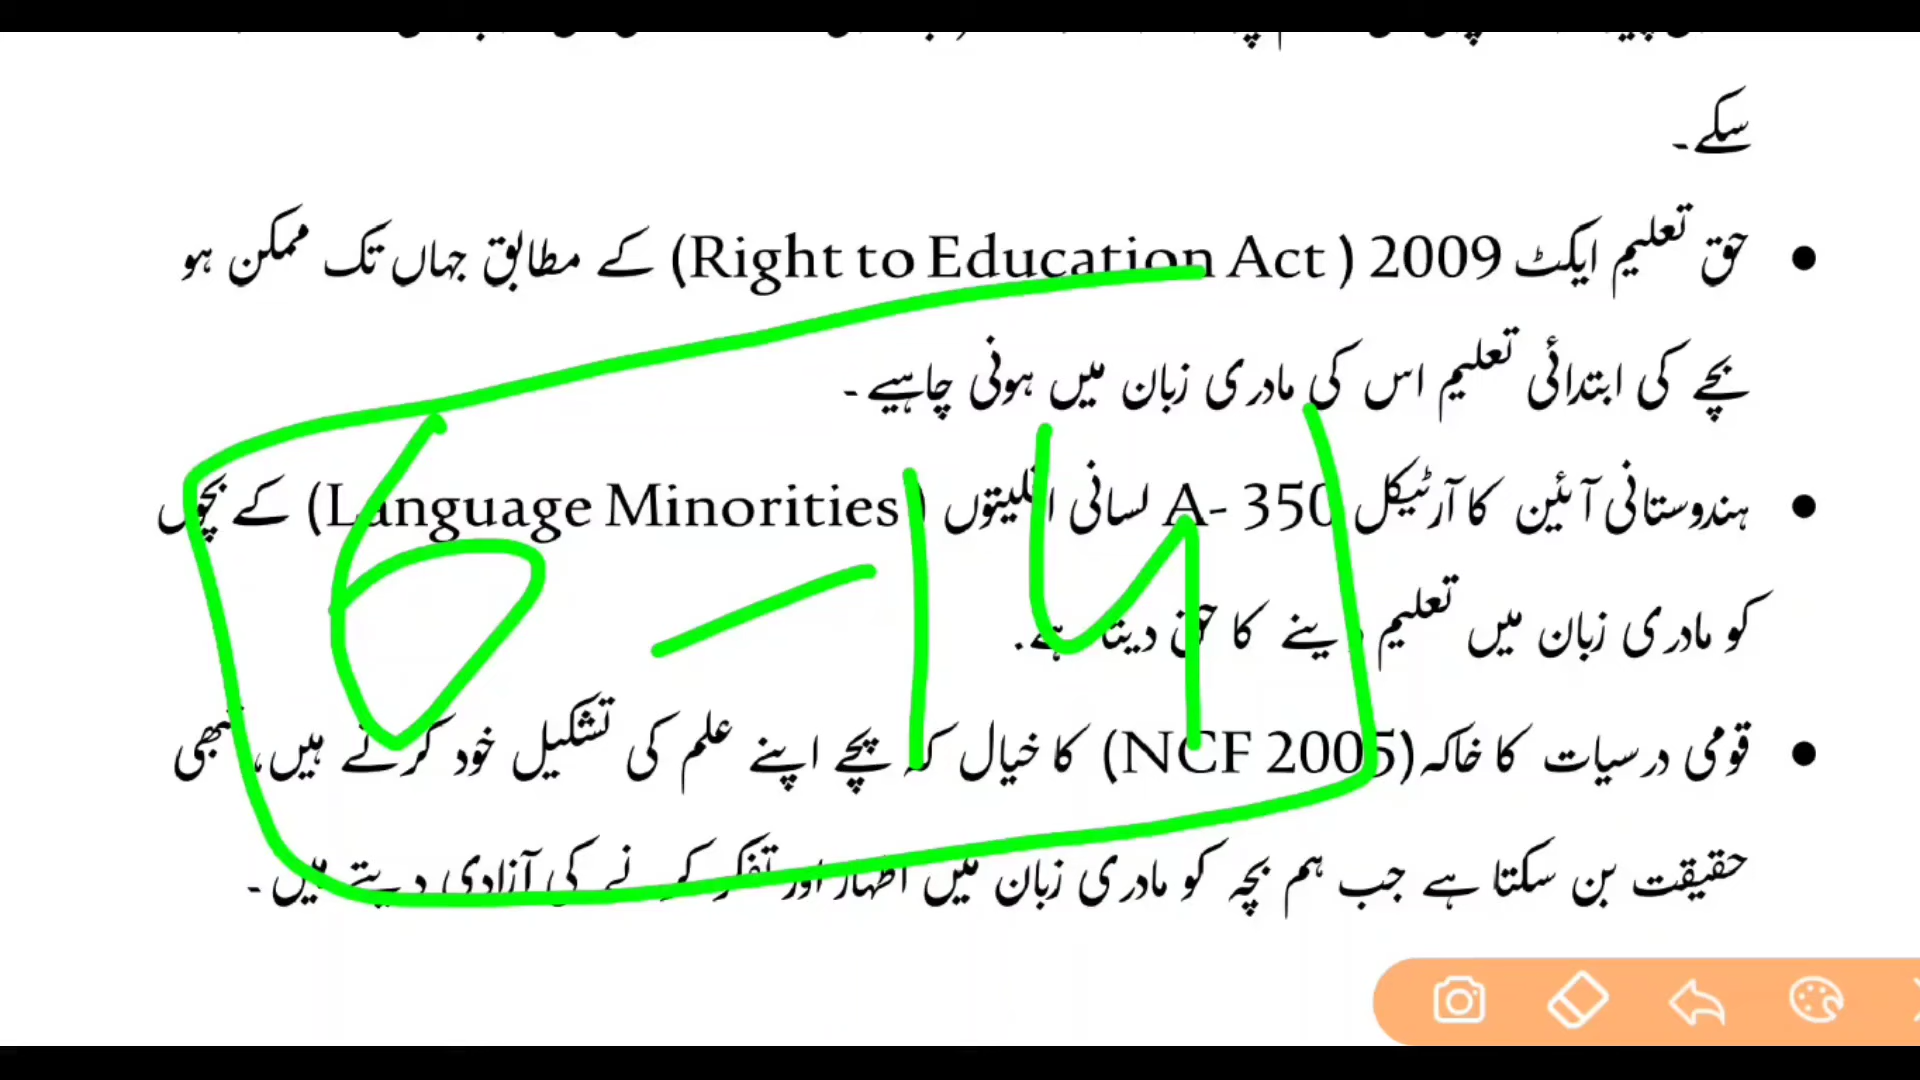 سکے۔
حق تعلیم ایکٹ 2009 ( Right to Education Act) کے مطابق جہاں تک ممکن ہو
بچے کی ابتدائی تعلیم اس کی مادری زبان میں ہونی چاہیے۔
ہندوستانی آئین کا آرٹیکل 350 -A لسانی اقلیتوں (Language Minorities) کے بچوں
کو مادری زبان میں تعلیم دینے کا حق دیتا ہے.
قومی درسیات کا خاکہ (NCF 2005) کا خیال کہ بچے اپنے علم کی تشکیل خود کرتے ہیں، تبھی
حقیقت بن سکتا ہے جب ہم بچہ کو مادری زبان میں اظہار اور تفکر کرنے کی آزادی دیتے ہیں۔
6-14